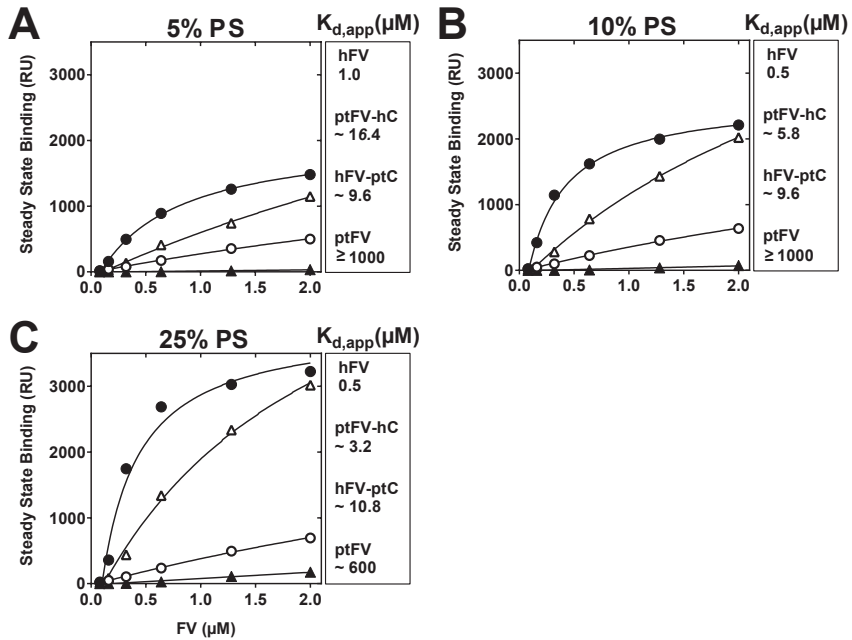 A
5% PS
K_d,app(µM)
Steady State Binding (RU)
3000
2000
1000
0
0.0 0.5 1.0 1.5 2.0
hFV
1.0
ptFV-hC
~ 16.4
hFV-ptC
~ 9.6
ptFV
≥ 1000
B
10% PS
K_d,app(µM)
Steady State Binding (RU)
3000
2000
1000
0
0.0 0.5 1.0 1.5 2.0
hFV
0.5
ptFV-hC
~ 5.8
hFV-ptC
~ 9.6
ptFV
≥ 1000
C
25% PS
K_d,app(µM)
Steady State Binding (RU)
3000
2000
1000
0
0.0 0.5 1.0 1.5 2.0
FV (µM)
hFV
0.5
ptFV-hC
~ 3.2
hFV-ptC
~ 10.8
ptFV
~ 600